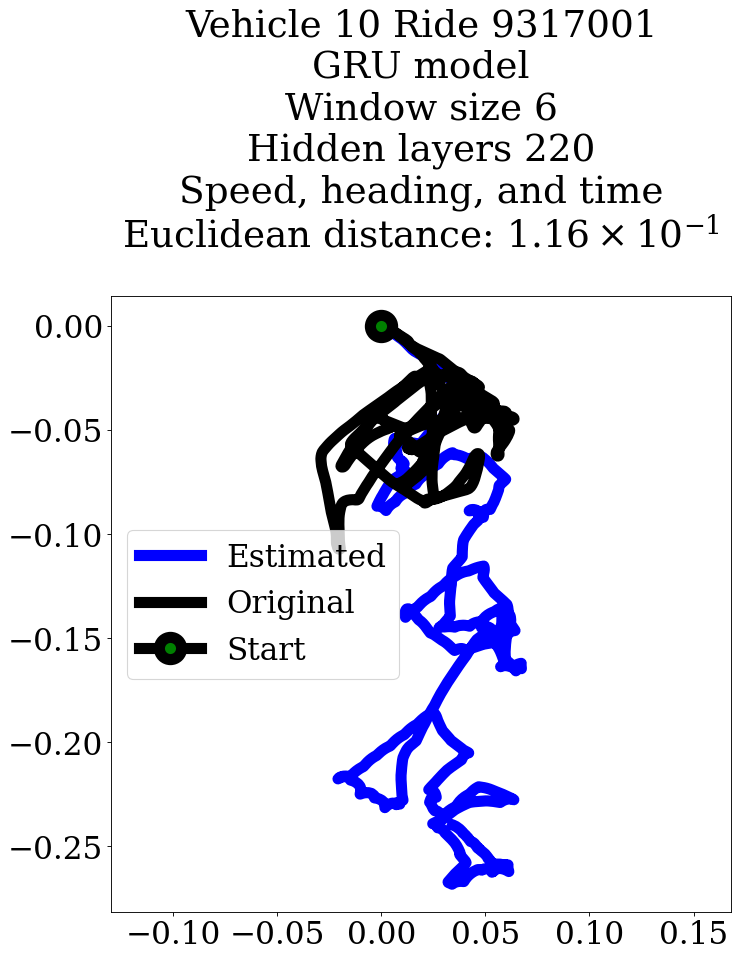 Vehicle 10 Ride 9317001
GRU model
Window size 6
Hidden layers 220
Speed, heading, and time
Euclidean distance: 1.16 × 10⁻¹
0.00
−0.05
−0.10
−0.15
−0.20
−0.25
Estimated
Original
Start
−0.10 −0.05 0.00 0.05 0.10 0.15